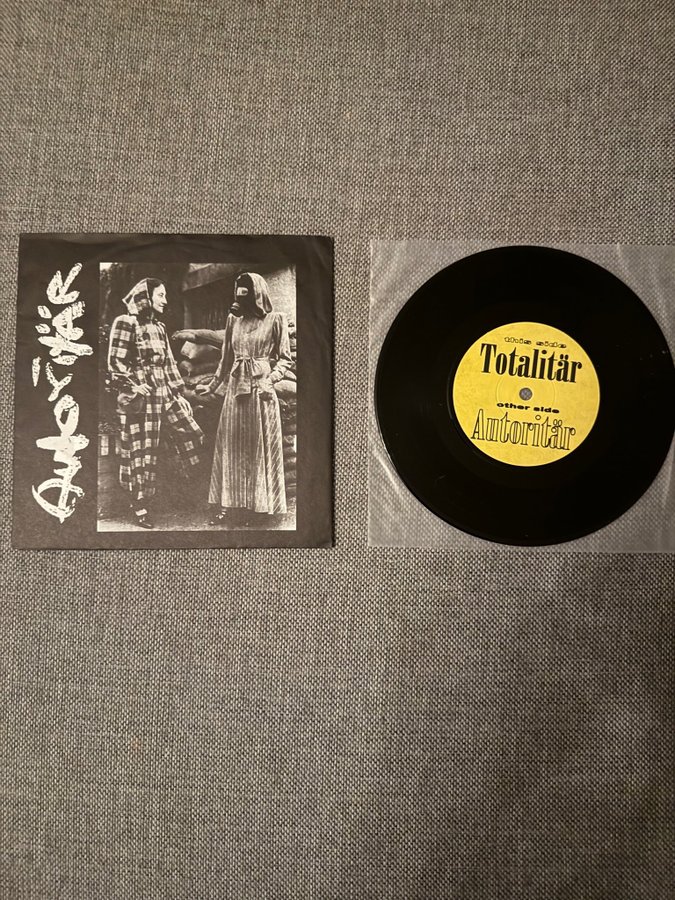 AUTORITÄR
this side
Totalitär
other side
Autoritär